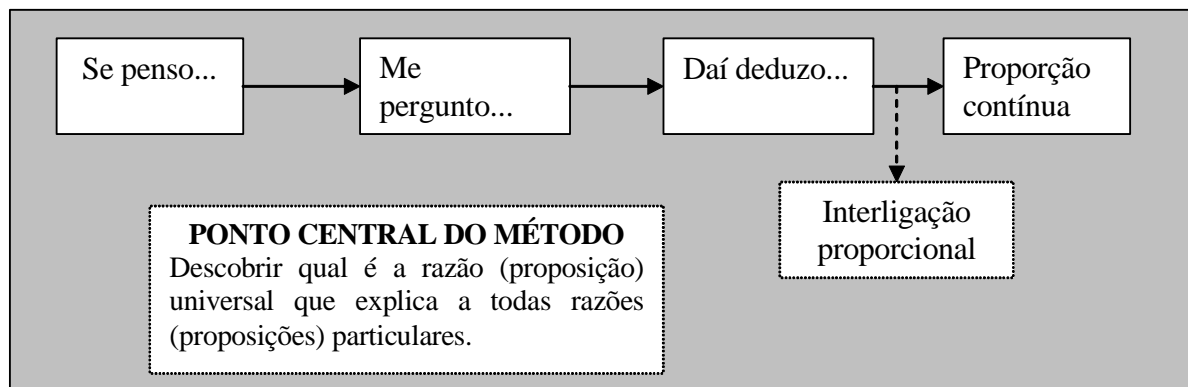 Se penso...
Me
pergunto...
Daí deduzo...
Proporção
contínua
Interligação
proporcional
PONTO CENTRAL DO MÉTODO
Descobrir qual é a razão (proposição)
universal que explica a todas razões
(proposições) particulares.